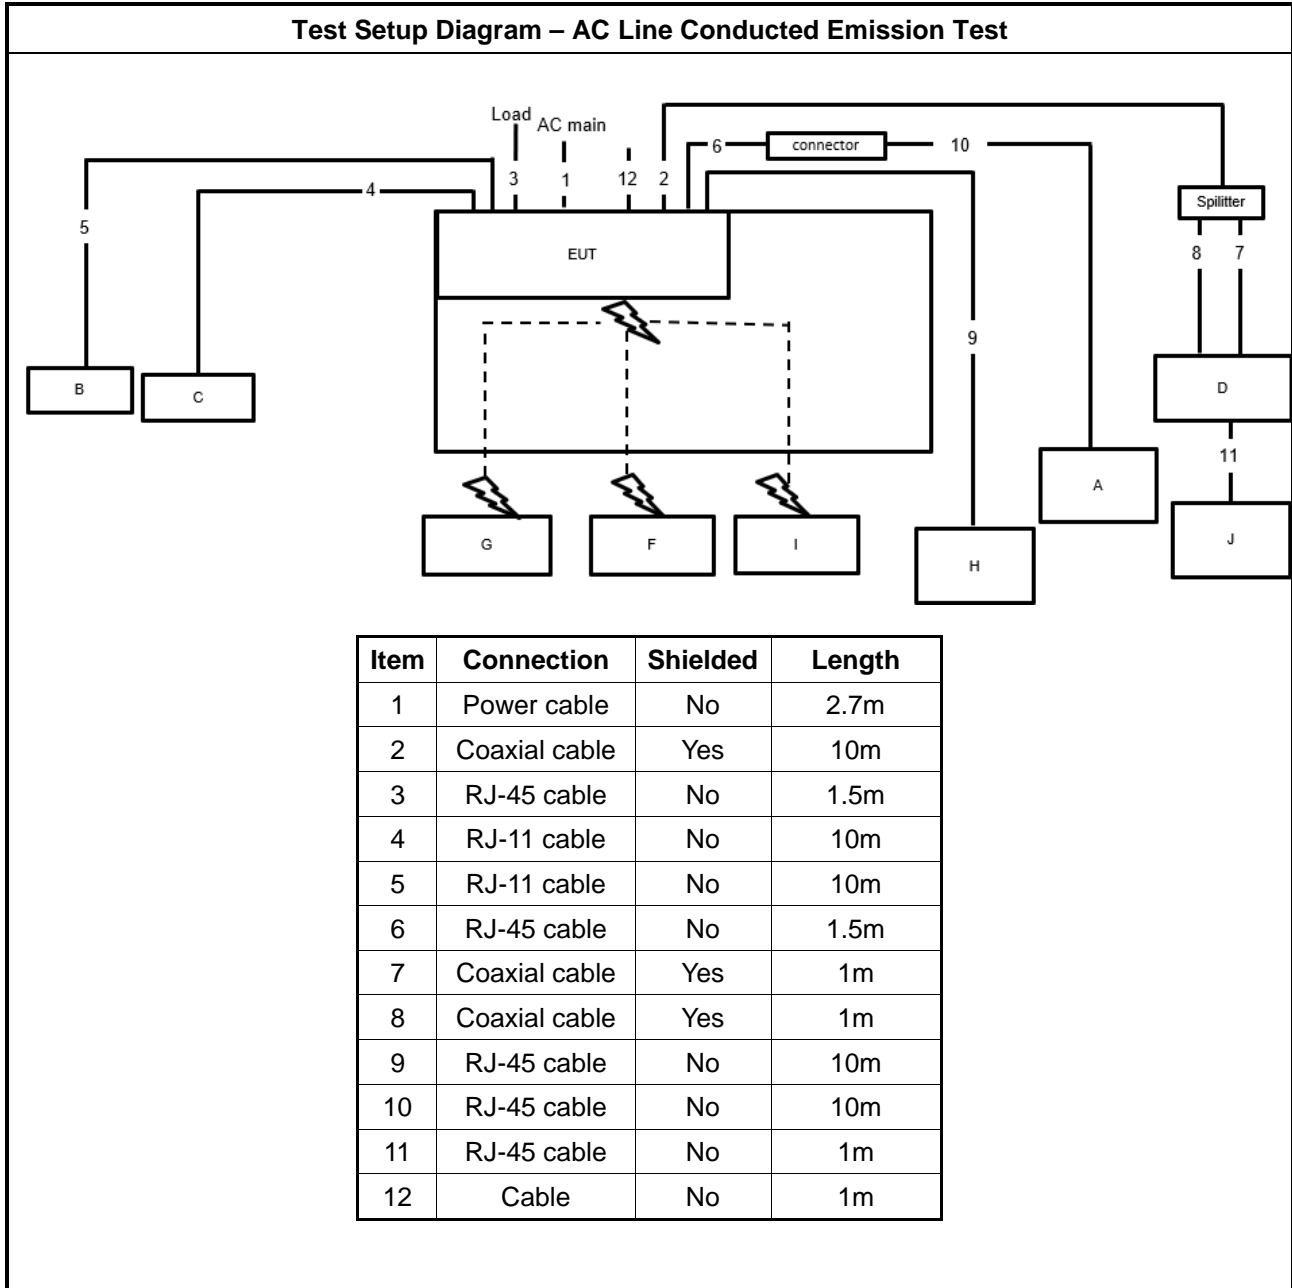 Test Setup Diagram – AC Line Conducted Emission Test
Load
AC main
6
connector
10
4
3
1
12
2
5
Spilitter
EUT
8
7
9
B
C
D
11
A
G
F
I
H
J
Item Connection Shielded Length
1 Power cable No 2.7m
2 Coaxial cable Yes 10m
3 RJ-45 cable No 1.5m
4 RJ-11 cable No 10m
5 RJ-11 cable No 10m
6 RJ-45 cable No 1.5m
7 Coaxial cable Yes 1m
8 Coaxial cable Yes 1m
9 RJ-45 cable No 10m
10 RJ-45 cable No 10m
11 RJ-45 cable No 1m
12 Cable No 1m